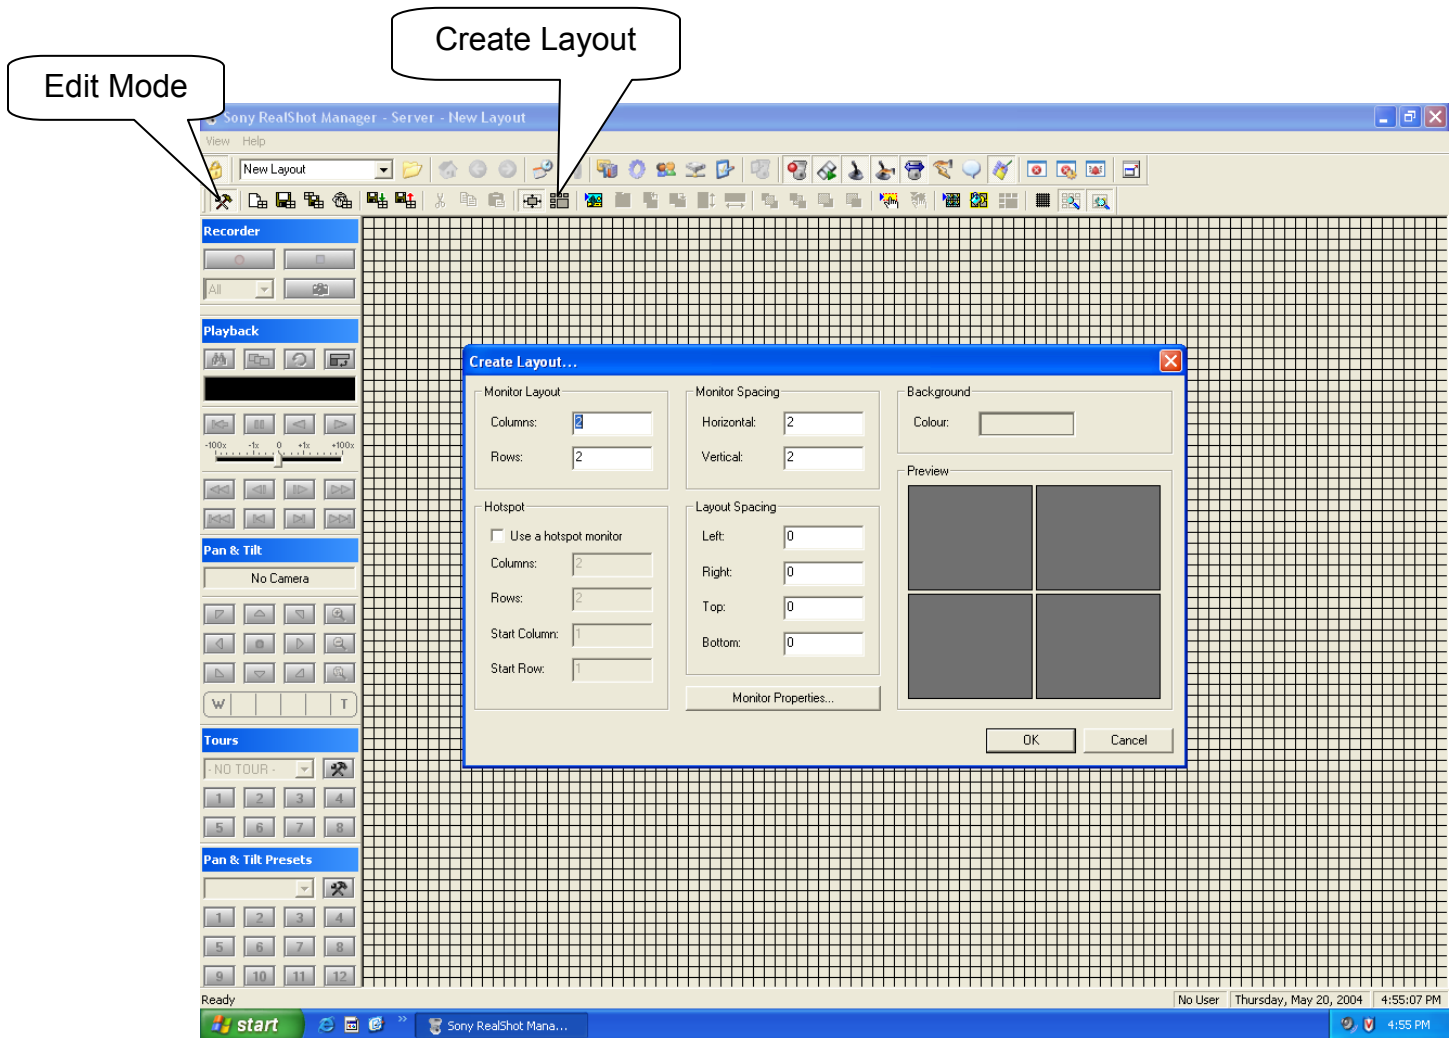 Create Layout
Edit Mode
Sony RealShot Manager - Server - New Layout
View Help
New Layout
Recorder
All
Playback
-100x -1x 0 +1x +100x
Pan & Tilt
No Camera
W T
Tours
- NO TOUR -
1 2 3 4
5 6 7 8
Pan & Tilt Presets
1 2 3 4
5 6 7 8
9 10 11 12
Create Layout...
Monitor Layout
Columns: 2
Rows: 2
Hotspot
Use a hotspot monitor
Columns: 2
Rows: 2
Start Column: 1
Start Row: 1
Monitor Spacing
Horizontal: 2
Vertical: 2
Layout Spacing
Left: 0
Right: 0
Top: 0
Bottom: 0
Monitor Properties...
Background
Colour:
Preview
OK Cancel
Ready
No User Thursday, May 20, 2004 4:55:07 PM
start
Sony RealShot Mana...
4:55 PM